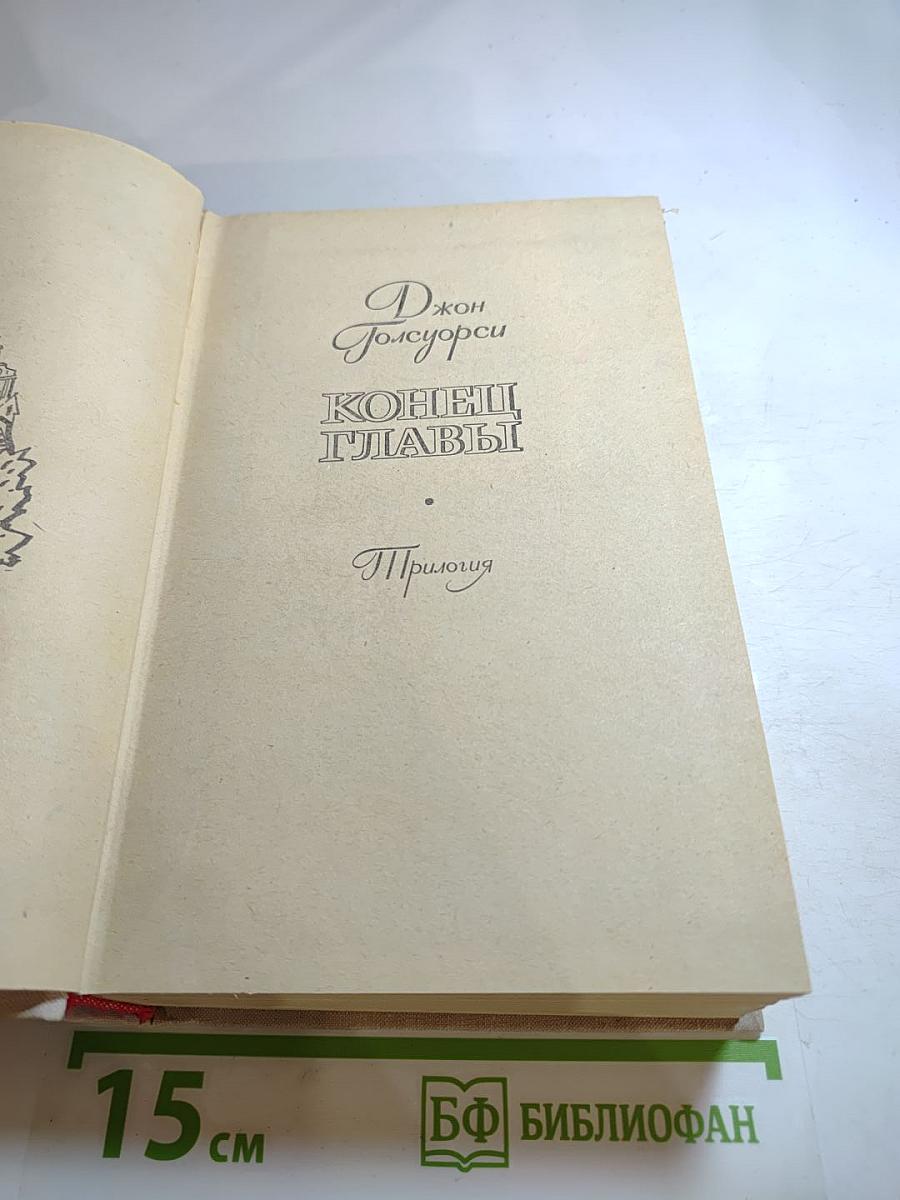 Джон
Голсуорси
КОНЕЦ
ГЛАВЫ
•
Трилогия
15 см
БФ БИБЛИОФАН